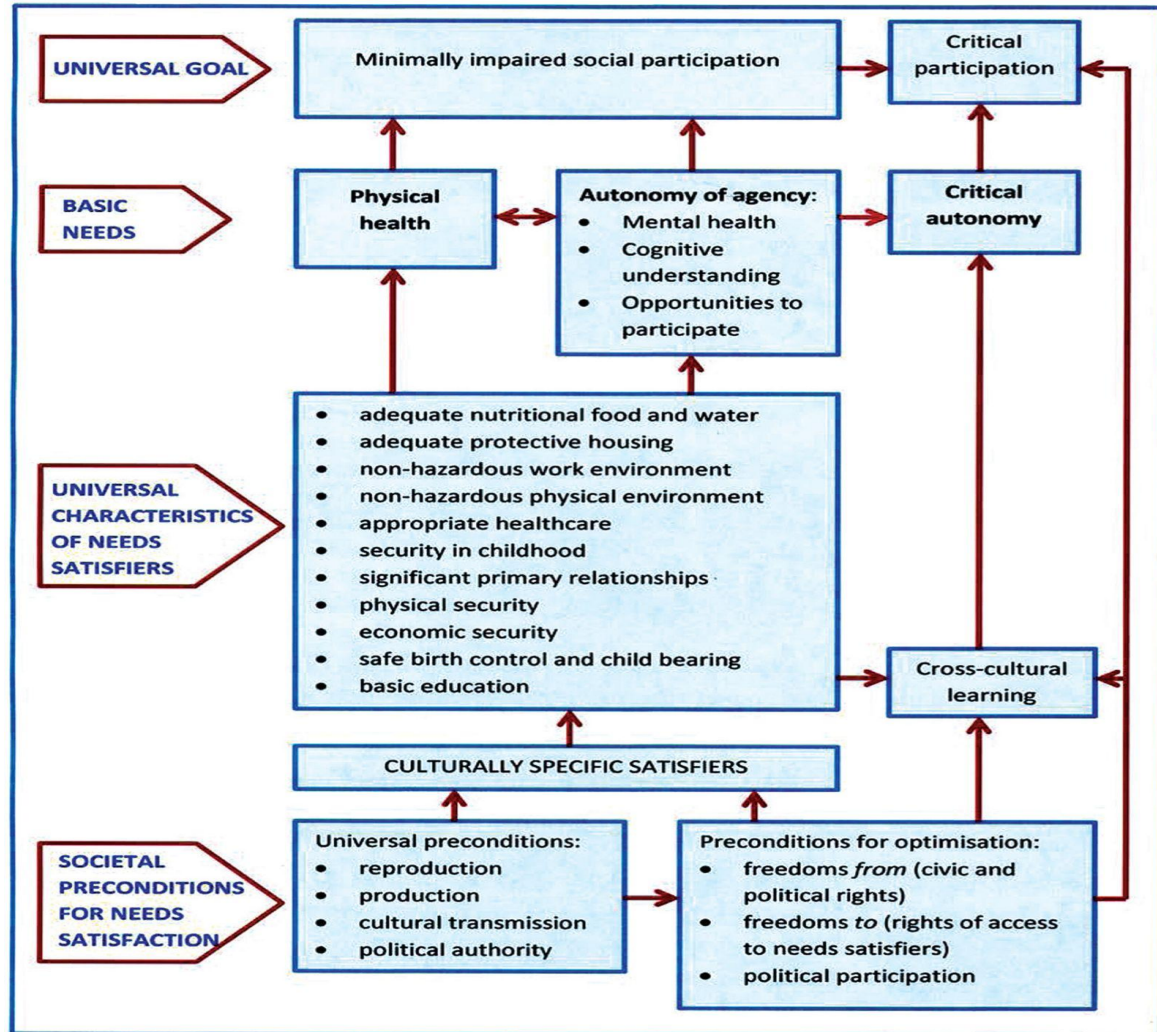 UNIVERSAL GOAL
Minimally impaired social participation
Critical
participation
BASIC
NEEDS
Physical
health
Autonomy of agency:
• Mental health
• Cognitive
understanding
• Opportunities to
participate
Critical
autonomy
UNIVERSAL
CHARACTERISTICS
OF NEEDS
SATISFIERS
• adequate nutritional food and water
• adequate protective housing
• non-hazardous work environment
• non-hazardous physical environment
• appropriate healthcare
• security in childhood
• significant primary relationships
• physical security
• economic security
• safe birth control and child bearing
• basic education
Cross-cultural
learning
CULTURALLY SPECIFIC SATISFIERS
SOCIETAL
PRECONDITIONS
FOR NEEDS
SATISFACTION
Universal preconditions:
• reproduction
• production
• cultural transmission
• political authority
Preconditions for optimisation:
• freedoms from (civic and
political rights)
• freedoms to (rights of access
to needs satisfiers)
• political participation